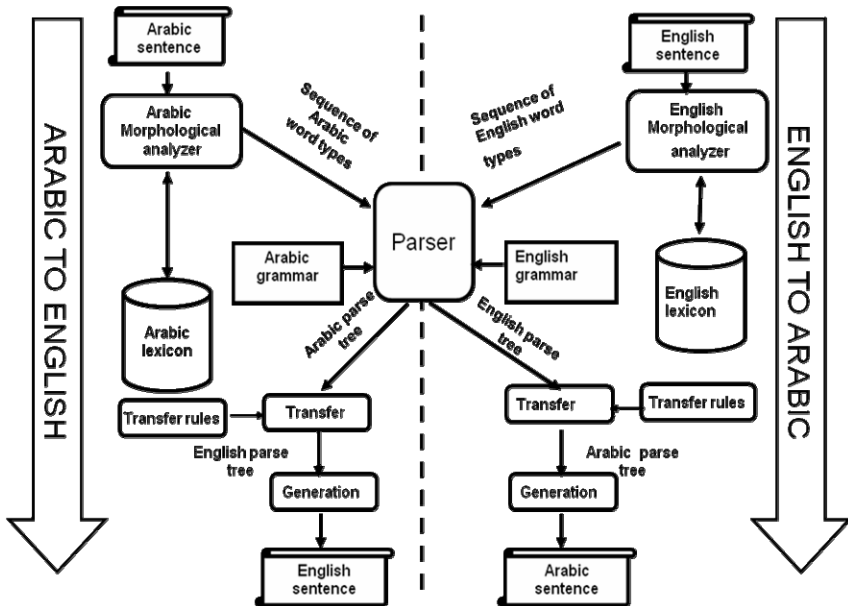 Arabic
sentence
English
sentence
Arabic
Morphological
analyzer
Sequence of
Arabic
word types
Sequence of
English word
types
English
Morphological
analyzer
ARABIC TO ENGLISH
ENGLISH TO ARABIC
Parser
Arabic
grammar
English
grammar
Arabic
lexicon
English
lexicon
Arabic parse
tree
English parse
tree
Transfer rules
Transfer
Transfer
Transfer rules
English parse
tree
Arabic parse
tree
Generation
Generation
English
sentence
Arabic
sentence